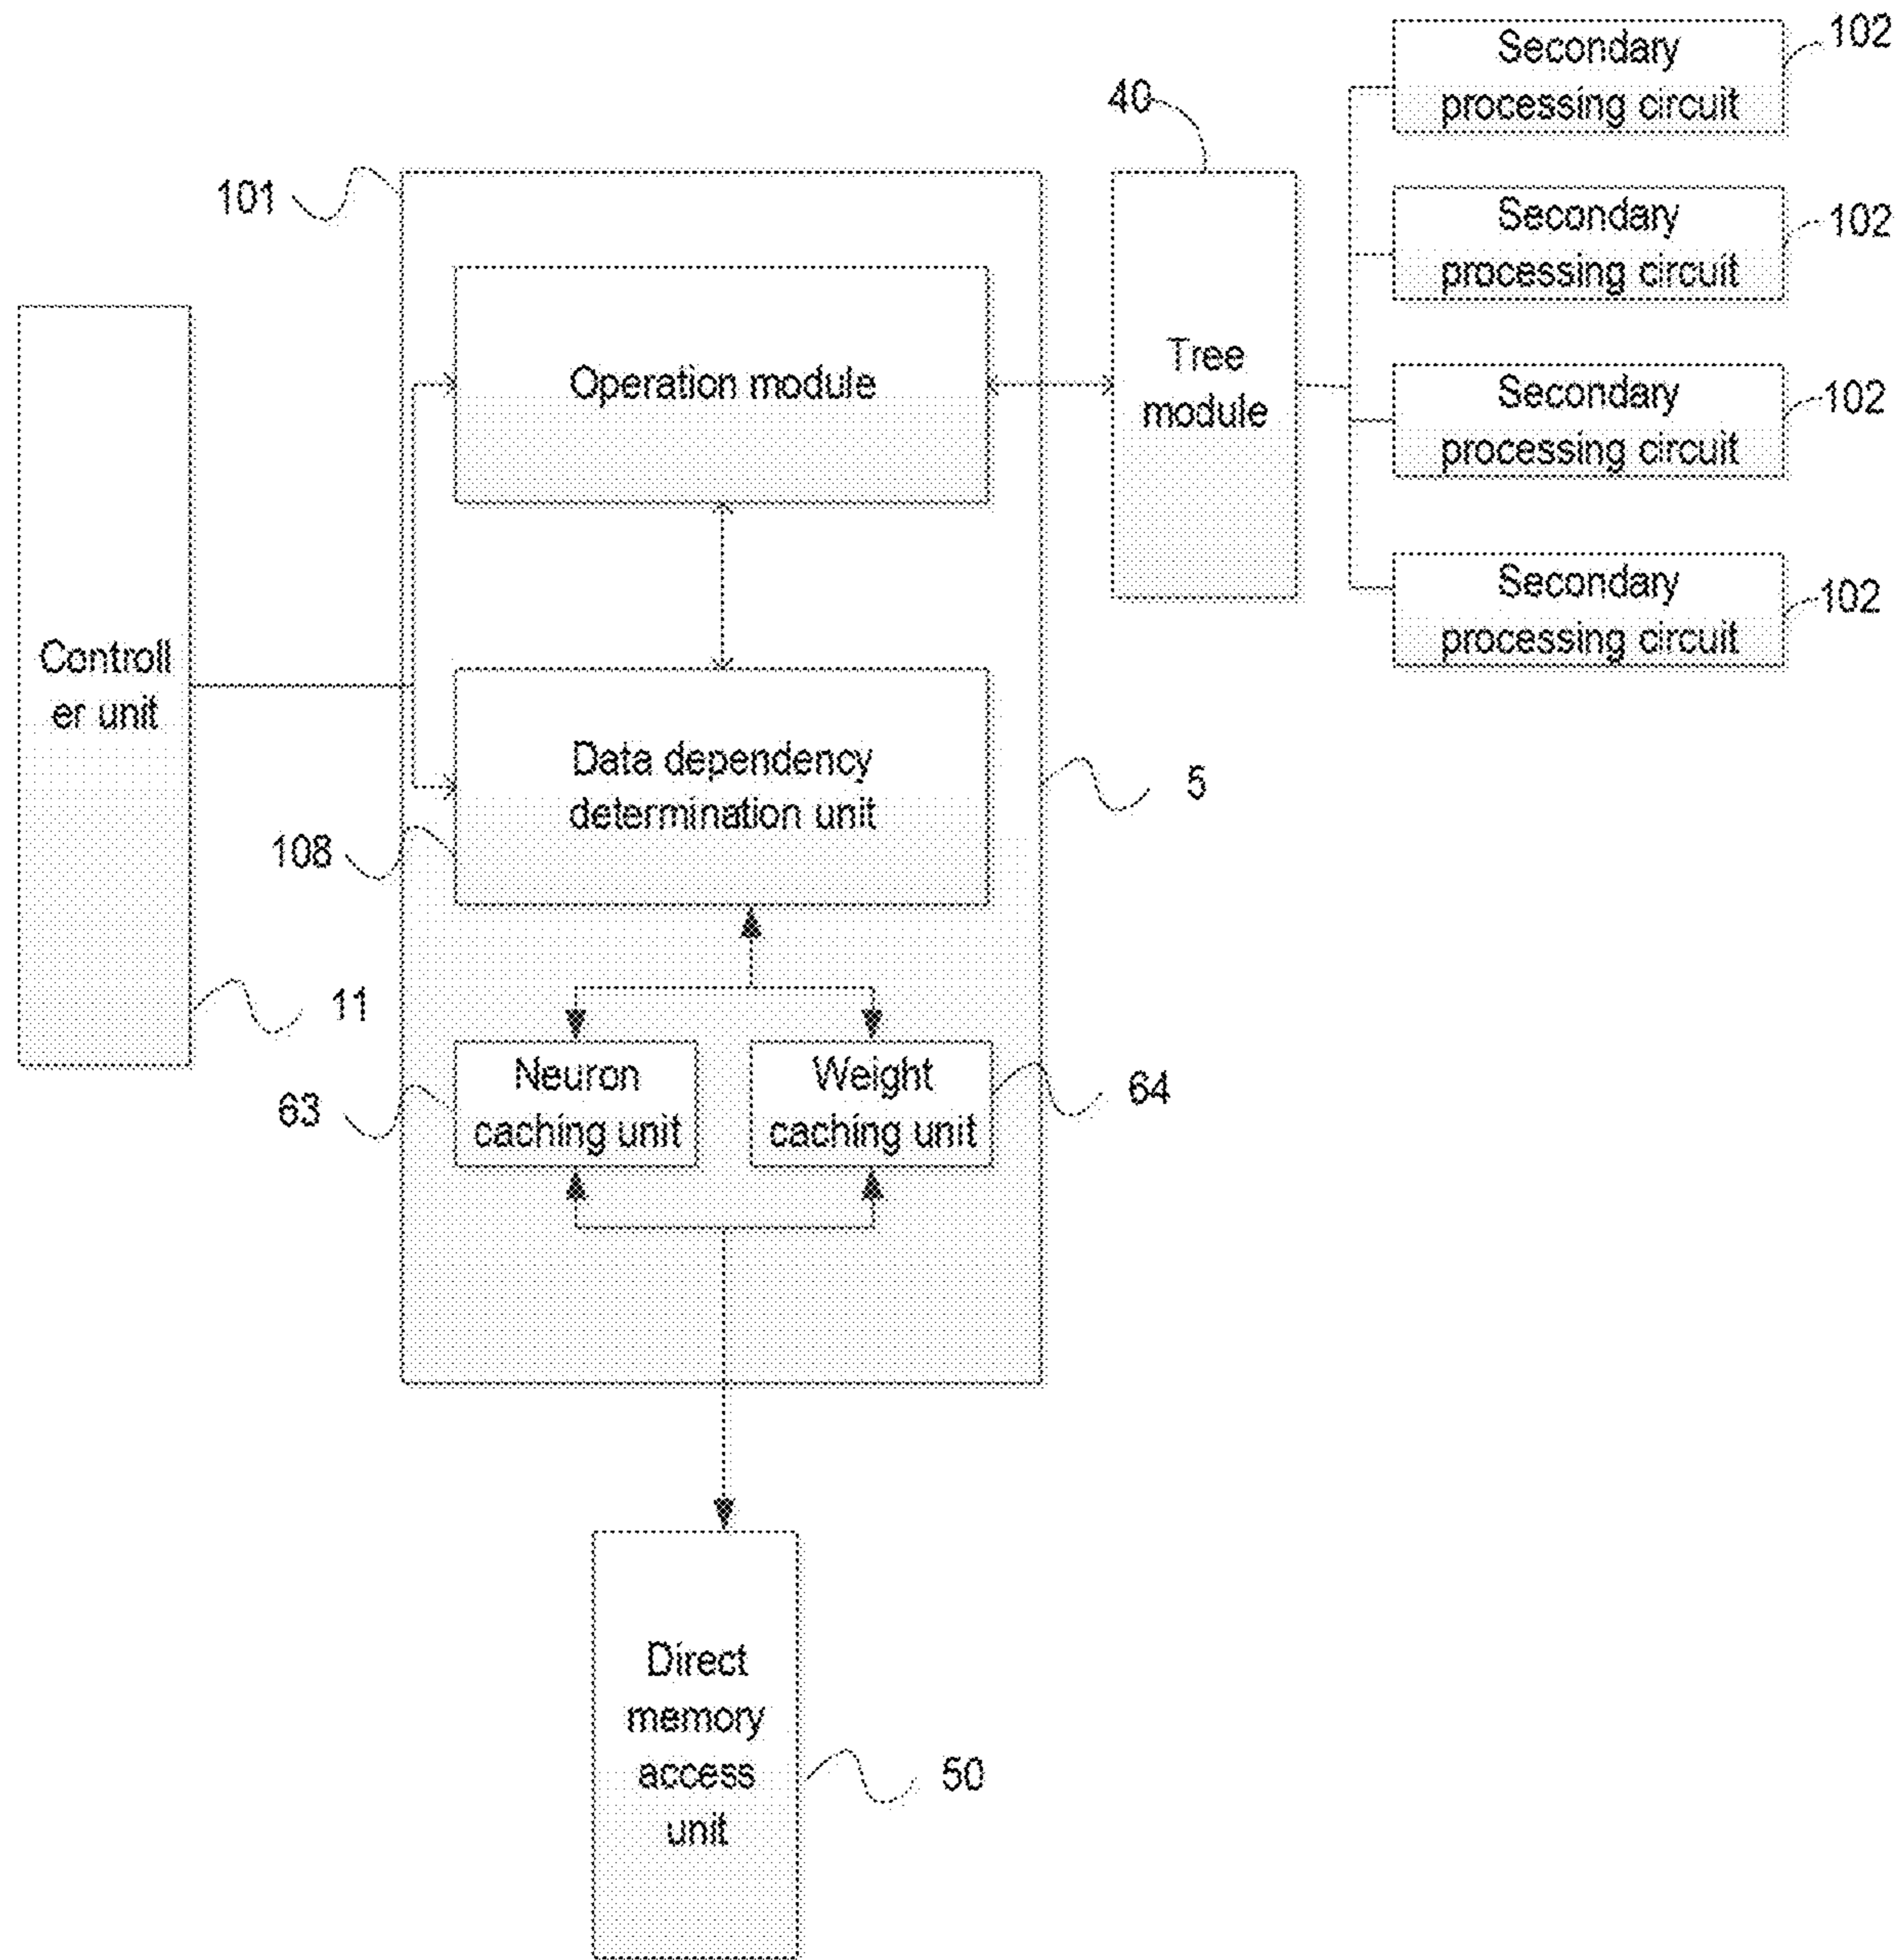 Secondary
processing circuit
102
40
Secondary
processing circuit
102
101
Tree
module
Operation module
Secondary
processing circuit
102
Secondary
processing circuit
102
Controll
er unit
Data dependency
determination unit
5
108
11
Neuron
caching unit
63
Weight
caching unit
64
Direct
memory
access
unit
50